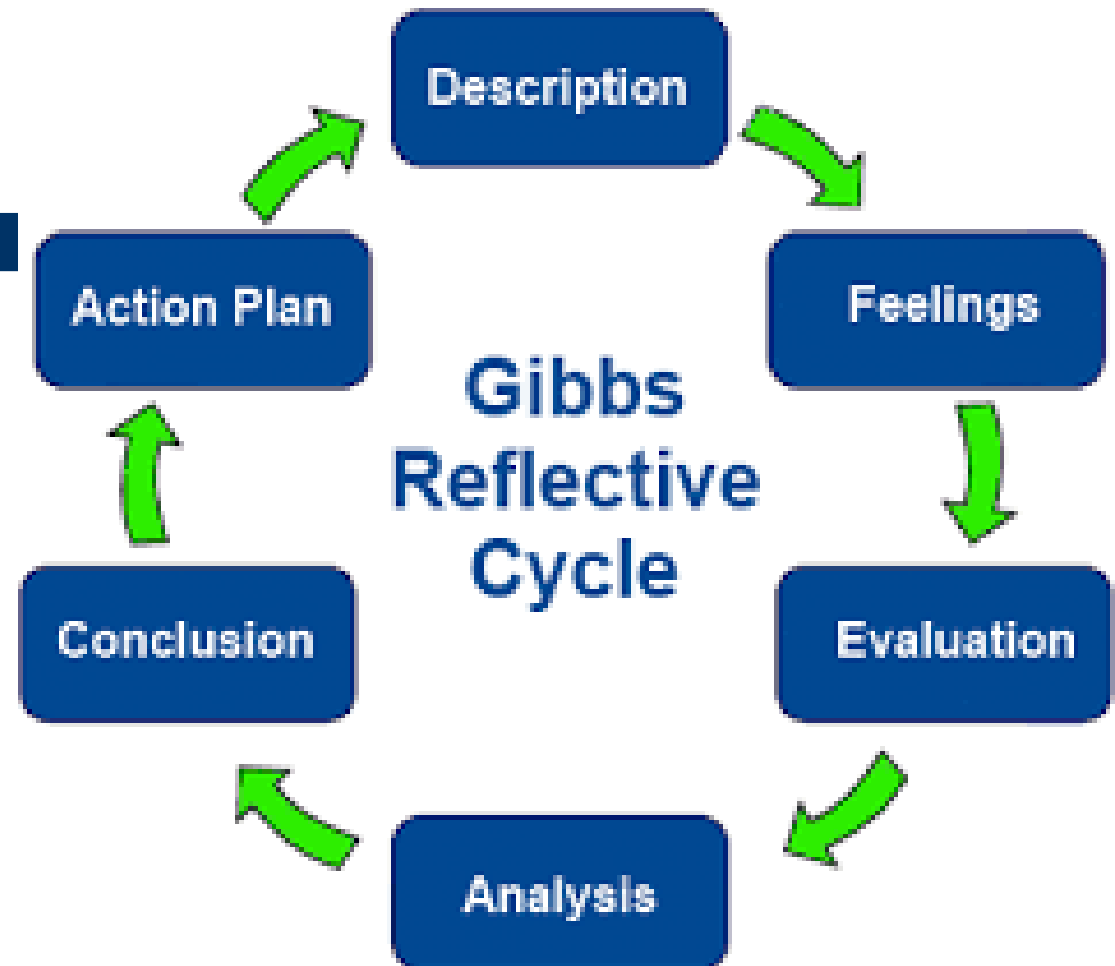 Description
Feelings
Evaluation
Analysis
Conclusion
Action Plan
Gibbs
Reflective
Cycle